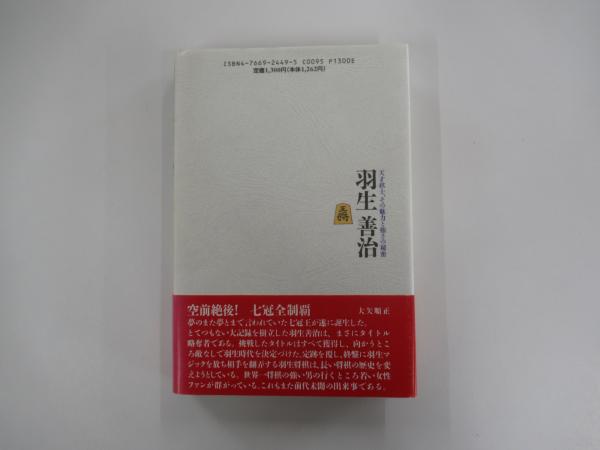 ISBN4-7669-2449-5 C0095 P1300E
定価1,300円(本体1,262円)
天才棋士、その魅力と強さの秘密
羽生善治
王将
空前絶後! 七冠全制覇 大矢順正
夢のまた夢とまで言われていた七冠王が遂に誕生した。
とてつもない大記録を樹立した羽生善治は、まさにタイトル
略奪者である。挑戦したタイトルはすべて獲得し、向かうとこ
ろ敵なしで羽生時代を決定づけた。定跡を覆し、終盤に羽生マ
ジックを放ち相手を翻弄する羽生将棋は、長い将棋の歴史を変
えようとしている。世界一将棋の強い男の行くところ若い女性
ファンが群がっている。これもまた前代未聞の出来事である。